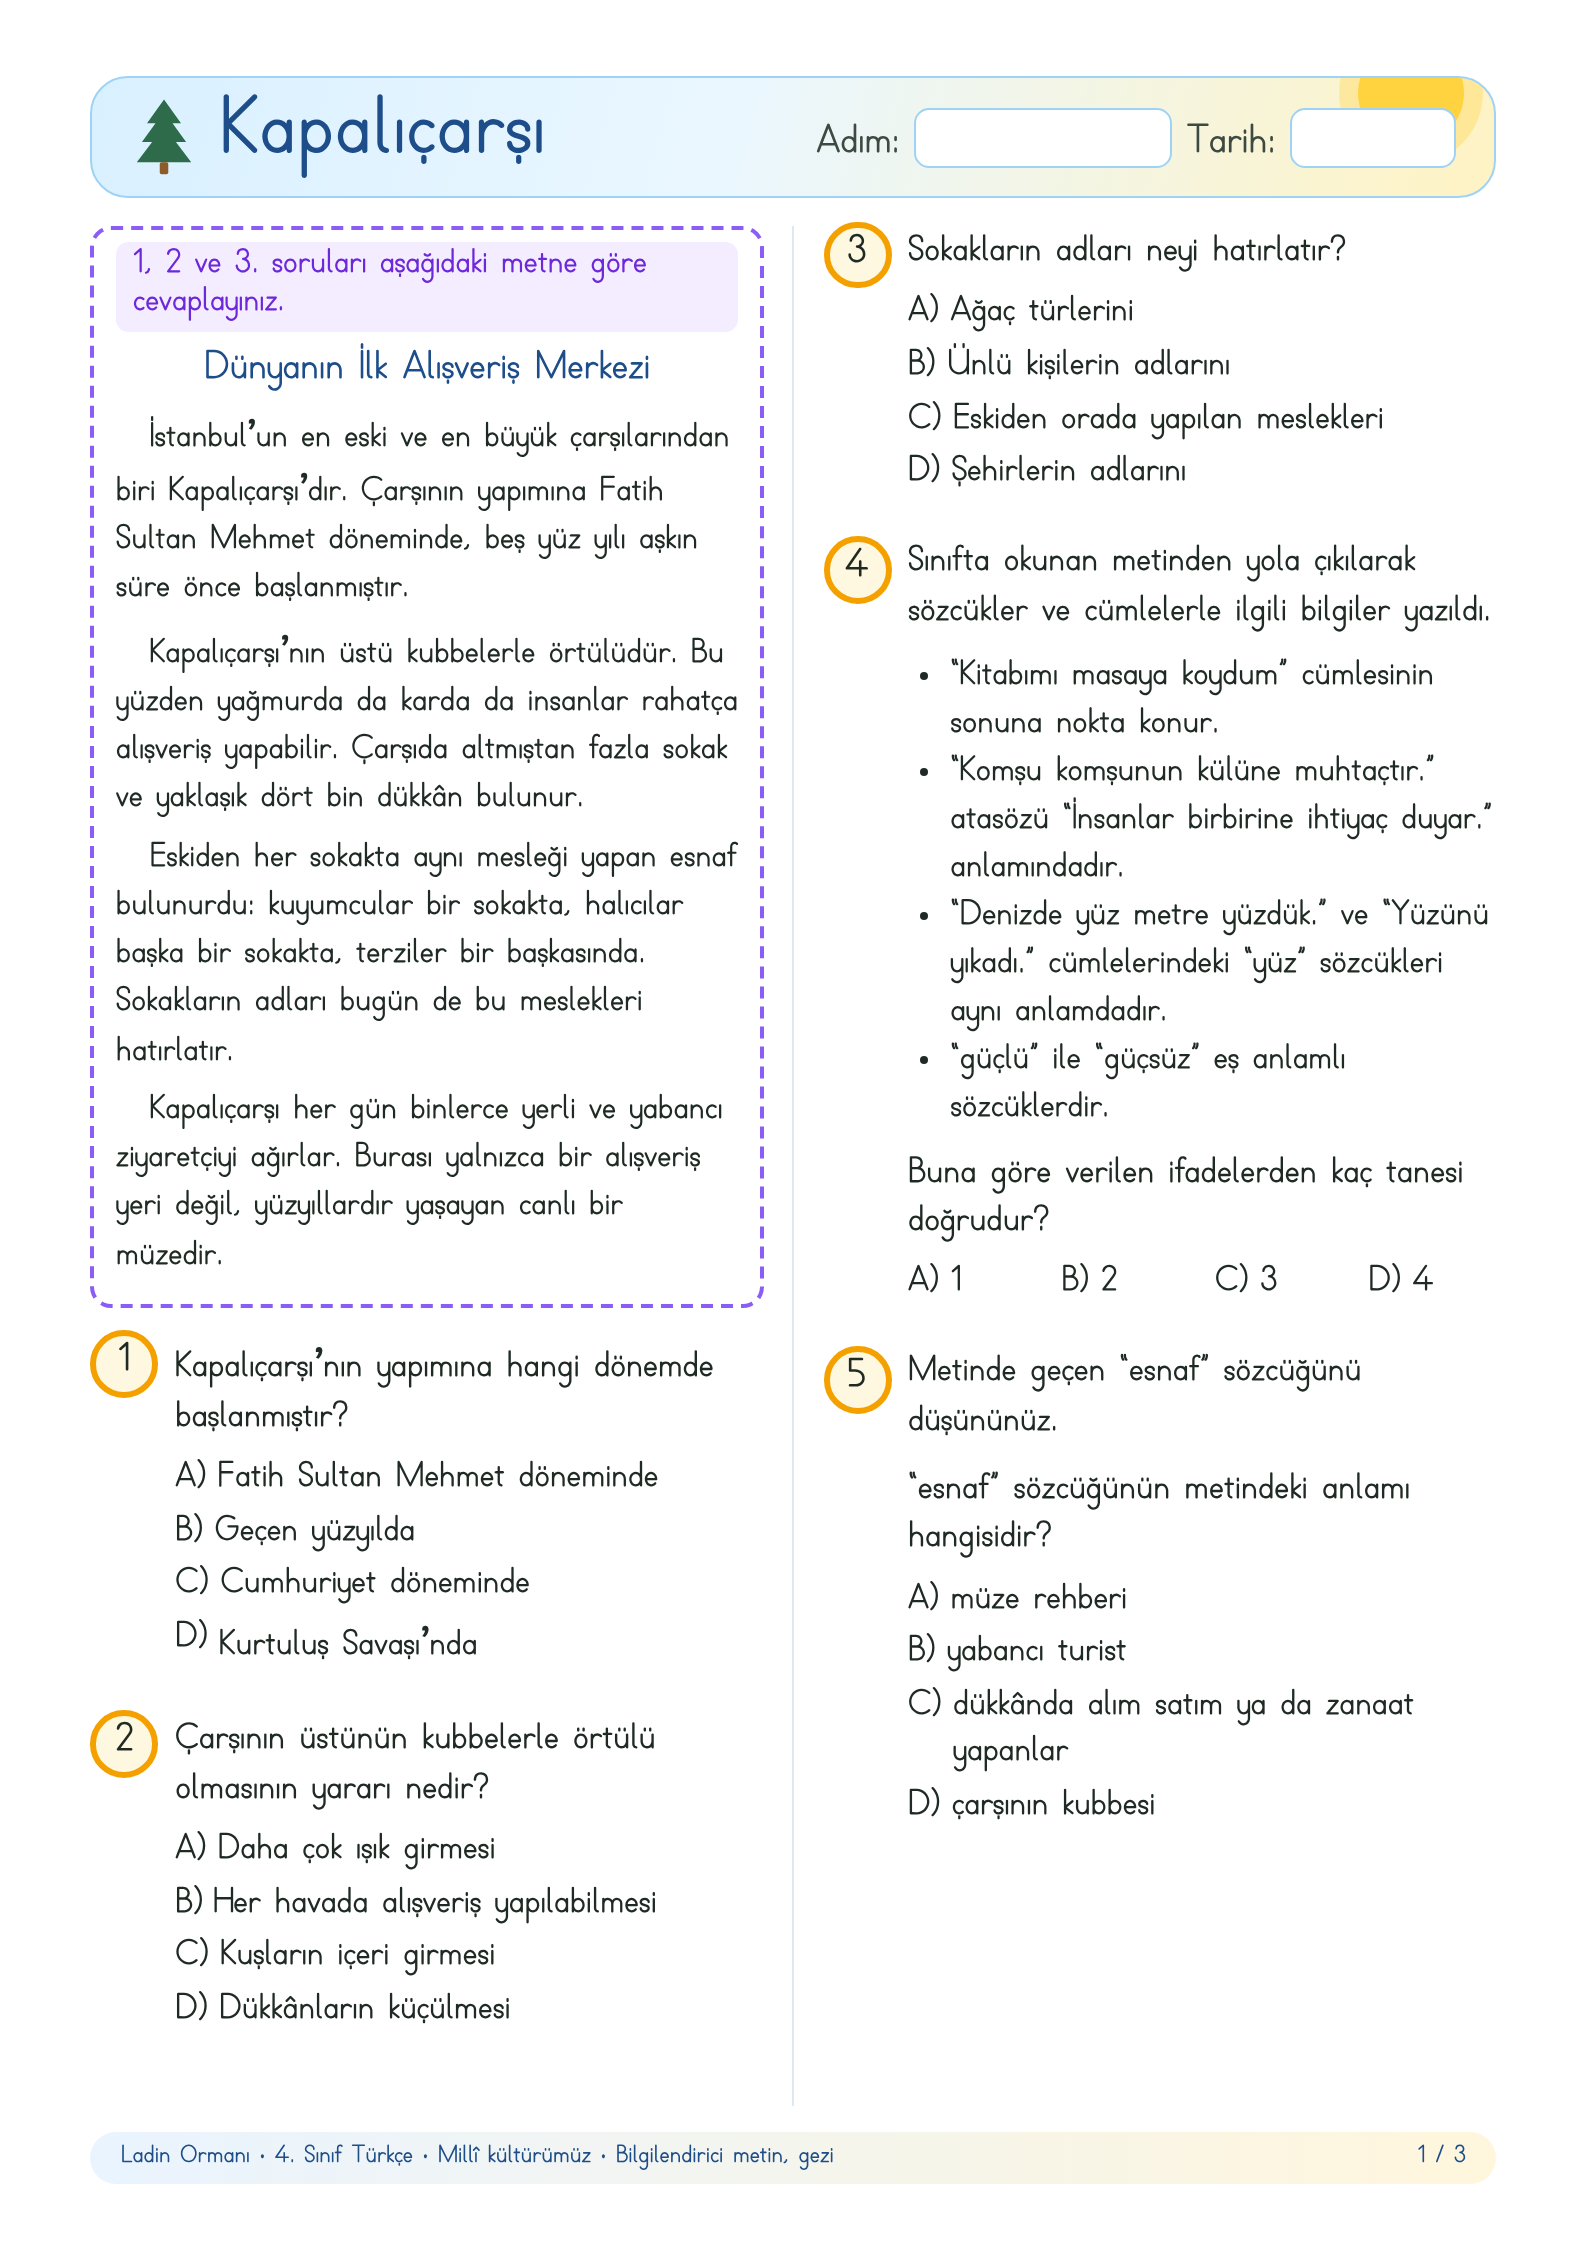 Kapalıçarşı
Adım:
Tarih:
1, 2 ve 3. soruları aşağıdaki metne göre
cevaplayınız.
Dünyanın İlk Alışveriş Merkezi
İstanbul’un en eski ve en büyük çarşılarından
biri Kapalıçarşı’dır. Çarşının yapımına Fatih
Sultan Mehmet döneminde, beş yüz yılı aşkın
süre önce başlanmıştır.
Kapalıçarşı’nın üstü kubbelerle örtülüdür. Bu
yüzden yağmurda da karda da insanlar rahatça
alışveriş yapabilir. Çarşıda altmıştan fazla sokak
ve yaklaşık dört bin dükkân bulunur.
Eskiden her sokakta aynı mesleği yapan esnaf
bulunurdu: kuyumcular bir sokakta, halıcılar
başka bir sokakta, terziler bir başkasında.
Sokakların adları bugün de bu meslekleri
hatırlatır.
Kapalıçarşı her gün binlerce yerli ve yabancı
ziyaretçiyi ağırlar. Burası yalnızca bir alışveriş
yeri değil, yüzyıllardır yaşayan canlı bir
müzedir.
1
Kapalıçarşı’nın yapımına hangi dönemde
başlanmıştır?
A) Fatih Sultan Mehmet döneminde
B) Geçen yüzyılda
C) Cumhuriyet döneminde
D) Kurtuluş Savaşı’nda
2
Çarşının üstünün kubbelerle örtülü
olmasının yararı nedir?
A) Daha çok ışık girmesi
B) Her havada alışveriş yapılabilmesi
C) Kuşların içeri girmesi
D) Dükkânların küçülmesi
3
Sokakların adları neyi hatırlatır?
A) Ağaç türlerini
B) Ünlü kişilerin adlarını
C) Eskiden orada yapılan meslekleri
D) Şehirlerin adlarını
4
Sınıfta okunan metinden yola çıkılarak
sözcükler ve cümlelerle ilgili bilgiler yazıldı.
• “Kitabımı masaya koydum” cümlesinin
sonuna nokta konur.
• “Komşu komşunun külüne muhtaçtır.”
atasözü “İnsanlar birbirine ihtiyaç duyar.”
anlamındadır.
• “Denizde yüz metre yüzdük.” ve “Yüzünü
yıkadı.” cümlelerindeki “yüz” sözcükleri
aynı anlamdadır.
• “güçlü” ile “güçsüz” eş anlamlı
sözcüklerdir.
Buna göre verilen ifadelerden kaç tanesi
doğrudur?
A) 1 B) 2 C) 3 D) 4
5
Metinde geçen “esnaf” sözcüğünü
düşününüz.
“esnaf” sözcüğünün metindeki anlamı
hangisidir?
A) müze rehberi
B) yabancı turist
C) dükkânda alım satım ya da zanaat
yapanlar
D) çarşının kubbesi
Ladin Ormanı • 4. Sınıf Türkçe • Millî kültürümüz • Bilgilendirici metin, gezi
1 / 3